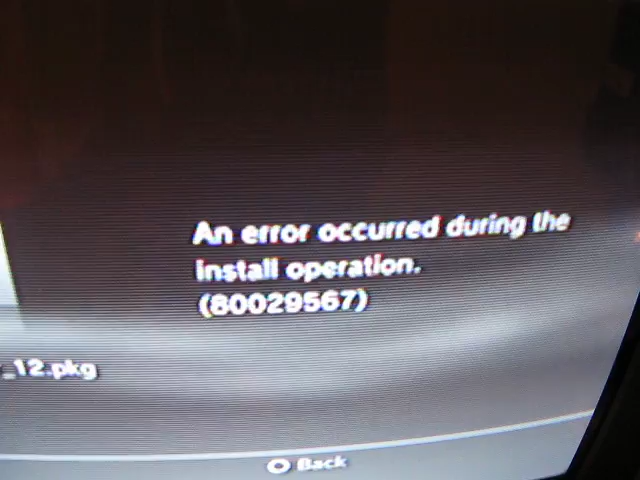 An error occurred during the
install operation.
(80029567)
_12.pkg
Back